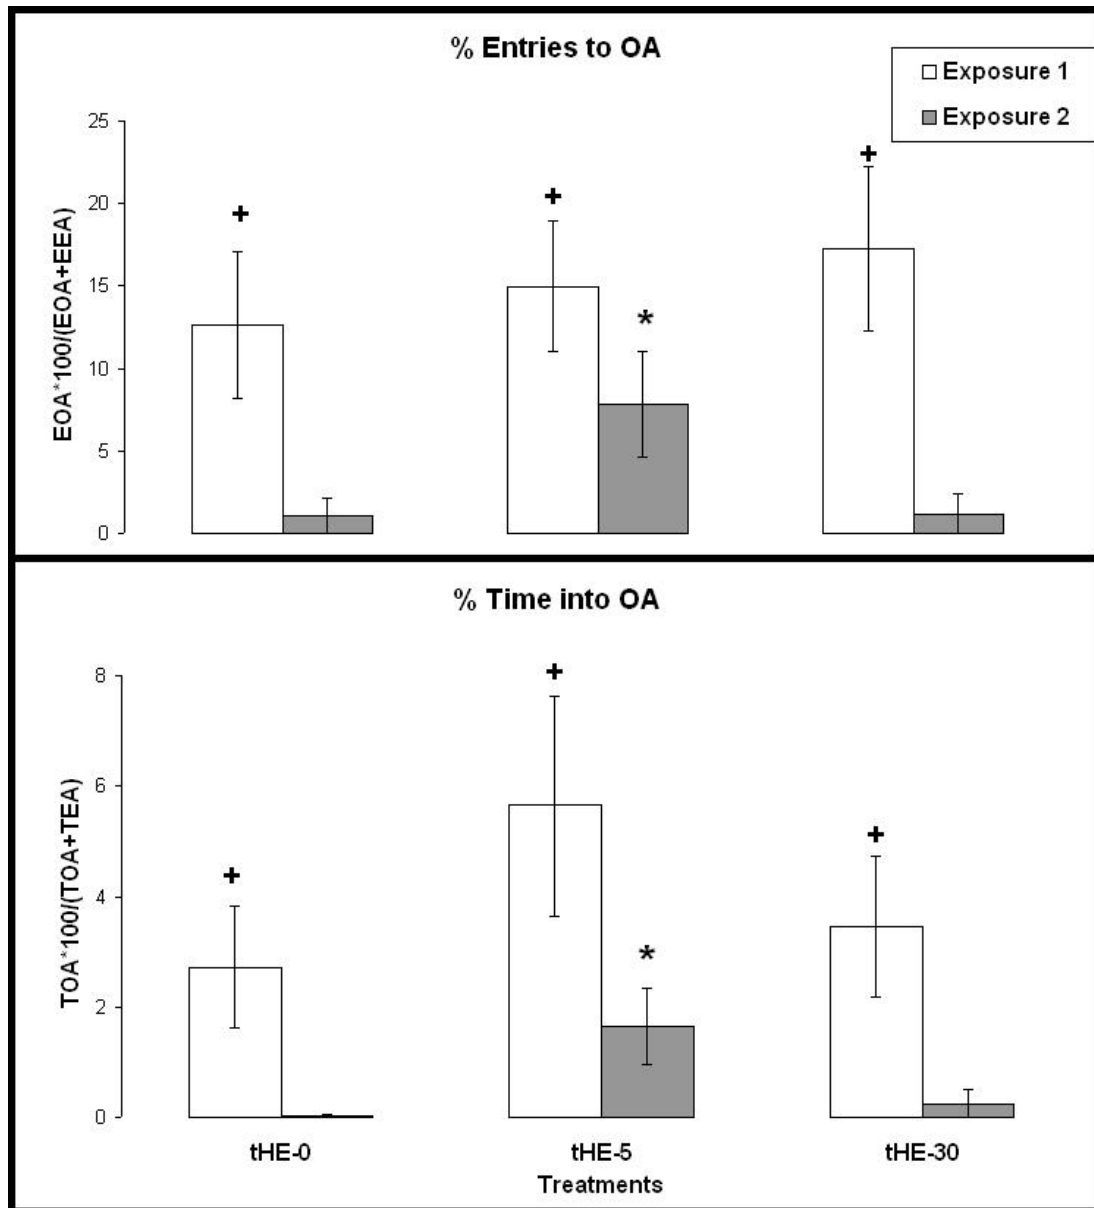 % Entries to OA
Exposure 1
Exposure 2
25
20
15
10
5
0
EOA*100/(EOA+EEA)
+
+
+
*
% Time into OA
8
6
4
2
0
TOA*100/(TOA+TEA)
+
+
+
*
tHE-0 tHE-5 tHE-30
Treatments